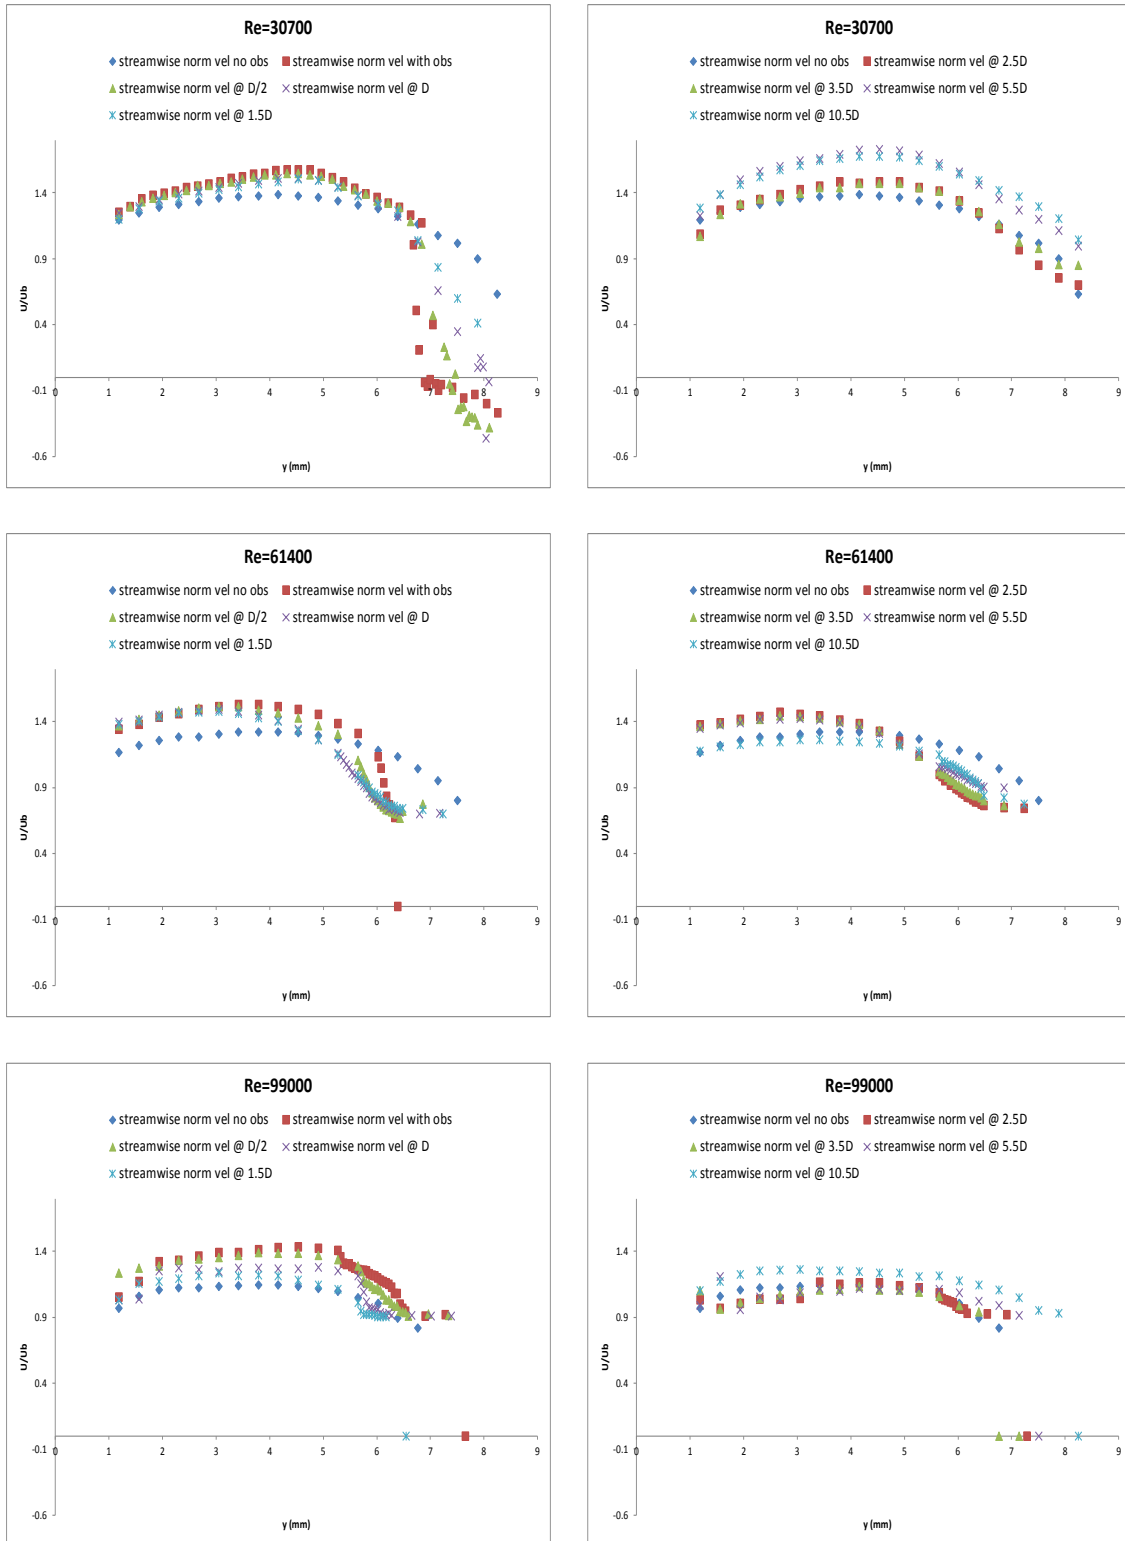 Re=30700
streamwise norm vel no obs streamwise norm vel with obs
streamwise norm vel @ D/2 streamwise norm vel @ D
streamwise norm vel @ 1.5D
1.4
0.9
0.4
-0.1
-0.6
U/Ub
0 1 2 3 4 5 6 7 8 9
y (mm)
Re=30700
streamwise norm vel no obs streamwise norm vel @ 2.5D
streamwise norm vel @ 3.5D streamwise norm vel @ 5.5D
streamwise norm vel @ 10.5D
1.4
0.9
0.4
-0.1
-0.6
U/Ub
0 1 2 3 4 5 6 7 8 9
y (mm)
Re=61400
streamwise norm vel no obs streamwise norm vel with obs
streamwise norm vel @ D/2 streamwise norm vel @ D
streamwise norm vel @ 1.5D
1.4
0.9
0.4
-0.1
-0.6
U/Ub
0 1 2 3 4 5 6 7 8 9
y (mm)
Re=61400
streamwise norm vel no obs streamwise norm vel @ 2.5D
streamwise norm vel @ 3.5D streamwise norm vel @ 5.5D
streamwise norm vel @ 10.5D
1.4
0.9
0.4
-0.1
-0.6
U/Ub
0 1 2 3 4 5 6 7 8 9
y (mm)
Re=99000
streamwise norm vel no obs streamwise norm vel with obs
streamwise norm vel @ D/2 streamwise norm vel @ D
streamwise norm vel @ 1.5D
1.4
0.9
0.4
-0.1
-0.6
U/Ub
0 1 2 3 4 5 6 7 8 9
y (mm)
Re=99000
streamwise norm vel no obs streamwise norm vel @ 2.5D
streamwise norm vel @ 3.5D streamwise norm vel @ 5.5D
streamwise norm vel @ 10.5D
1.4
0.9
0.4
-0.1
-0.6
U/Ub
0 1 2 3 4 5 6 7 8 9
y (mm)